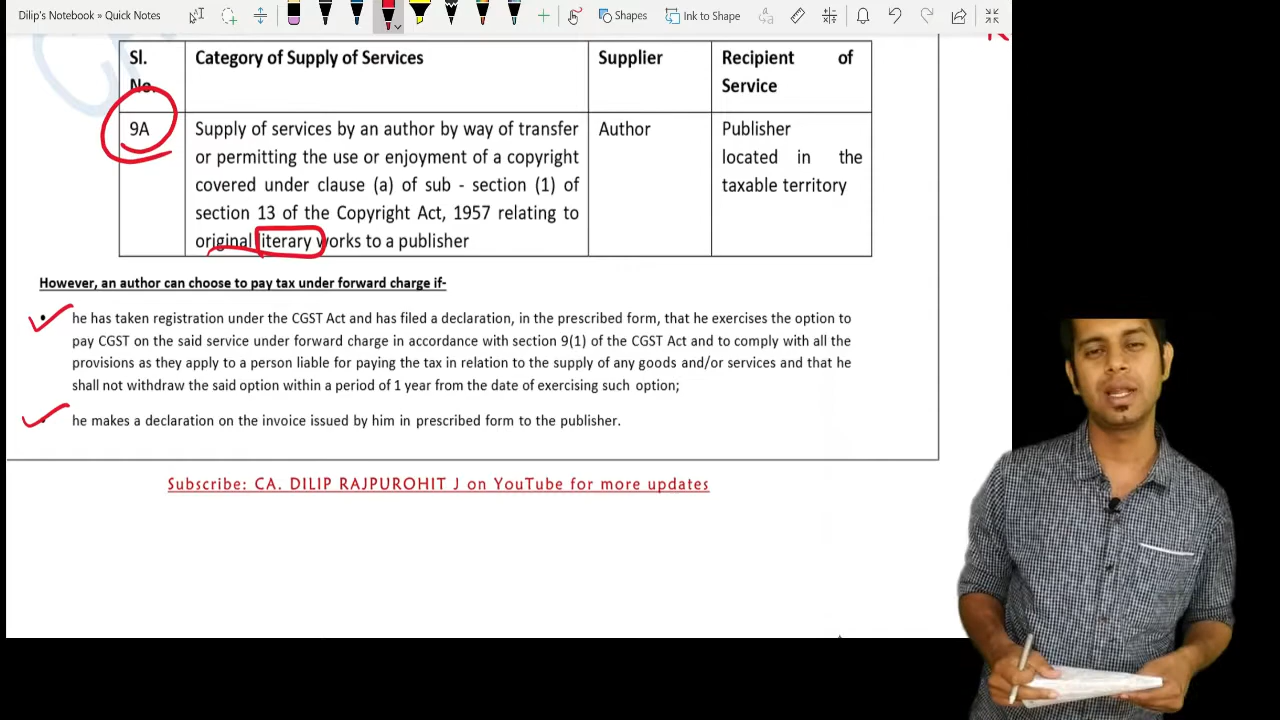 Dilip's Notebook » Quick Notes
Shapes
Ink to Shape
Sl. No.
Category of Supply of Services
Supplier
Recipient of Service
9A
Supply of services by an author by way of transfer
or permitting the use or enjoyment of a copyright
covered under clause (a) of sub - section (1) of
section 13 of the Copyright Act, 1957 relating to
original literary works to a publisher
Author
Publisher
located in the
taxable territory
However, an author can choose to pay tax under forward charge if-
he has taken registration under the CGST Act and has filed a declaration, in the prescribed form, that he exercises the option to
pay CGST on the said service under forward charge in accordance with section 9(1) of the CGST Act and to comply with all the
provisions as they apply to a person liable for paying the tax in relation to the supply of any goods and/or services and that he
shall not withdraw the said option within a period of 1 year from the date of exercising such option;
he makes a declaration on the invoice issued by him in prescribed form to the publisher.
Subscribe: CA. DILIP RAJPUROHIT J on YouTube for more updates